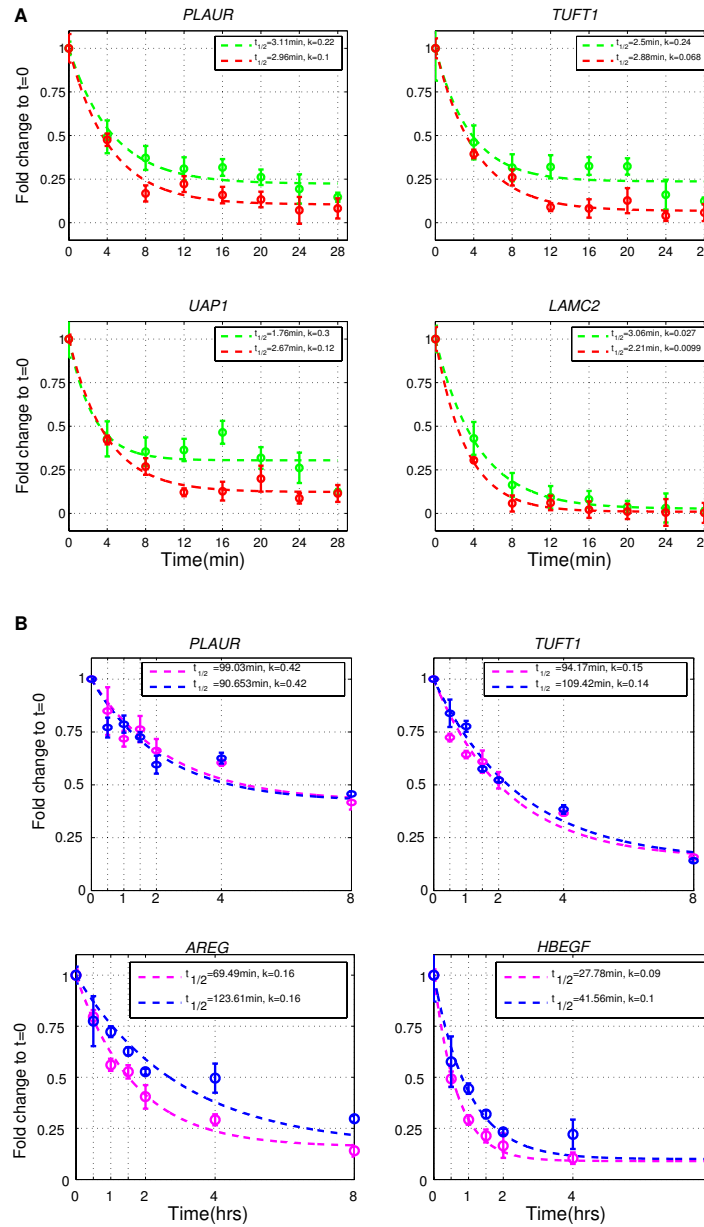 A
PLAUR
TUFT1
t1/2=3.11min, k=0.22
t1/2=2.96min, k=0.1
t1/2=2.5min, k=0.24
t1/2=2.88min, k=0.068
Fold change to t=0
1
0.75
0.5
0.25
0
0 4 8 12 16 20 24 28
1
0.75
0.5
0.25
0
0 4 8 12 16 20 24 28
UAP1
LAMC2
t1/2=1.76min, k=0.3
t1/2=2.67min, k=0.12
t1/2=3.06min, k=0.027
t1/2=2.21min, k=0.0099
Fold change to t=0
1
0.75
0.5
0.25
0
0 4 8 12 16 20 24 28
Time(min)
1
0.75
0.5
0.25
0
0 4 8 12 16 20 24 28
Time(min)
B
PLAUR
TUFT1
t1/2 =99.03min, k=0.42
t1/2 =90.653min, k=0.42
t1/2 =94.17min, k=0.15
t1/2 =109.42min, k=0.14
Fold change to t=0
1
0.75
0.5
0.25
0
0 1 2 4 8
1
0.75
0.5
0.25
0
0 1 2 4 8
AREG
HBEGF
t1/2=69.49min, k=0.16
t1/2=123.61min, k=0.16
t1/2=27.78min, k=0.09
t1/2=41.56min, k=0.1
Fold change to t=0
1
0.75
0.5
0.25
0
0 1 2 4 8
Time(hrs)
1
0.75
0.5
0.25
0
0 1 2 4
Time(hrs)